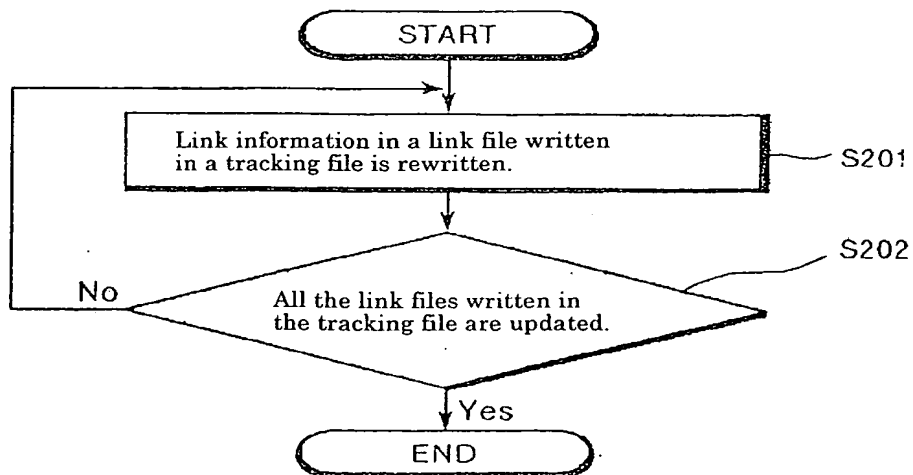 START
Link information in a link file written
in a tracking file is rewritten.
S201
S202
No
All the link files written in
the tracking file are updated.
Yes
END